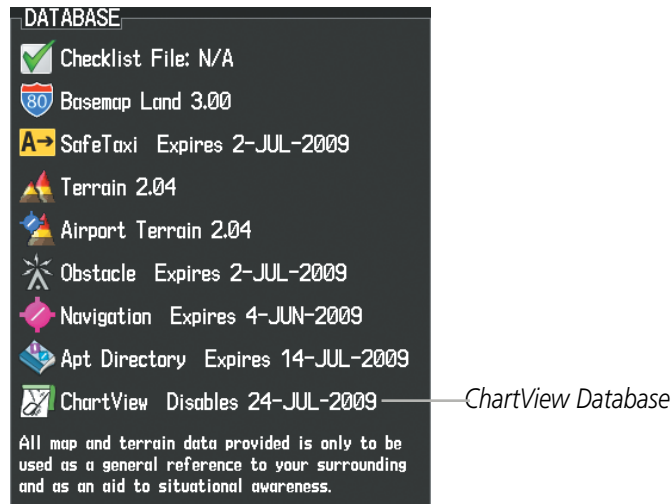 DATABASE
Checklist File: N/A
80 Basemap Land 3.00
A→ SafeTaxi Expires 2-JUL-2009
Terrain 2.04
Airport Terrain 2.04
Obstacle Expires 2-JUL-2009
Navigation Expires 4-JUN-2009
Apt Directory Expires 14-JUL-2009
ChartView Disables 24-JUL-2009 ChartView Database
All map and terrain data provided is only to be
used as a general reference to your surrounding
and as an aid to situational awareness.